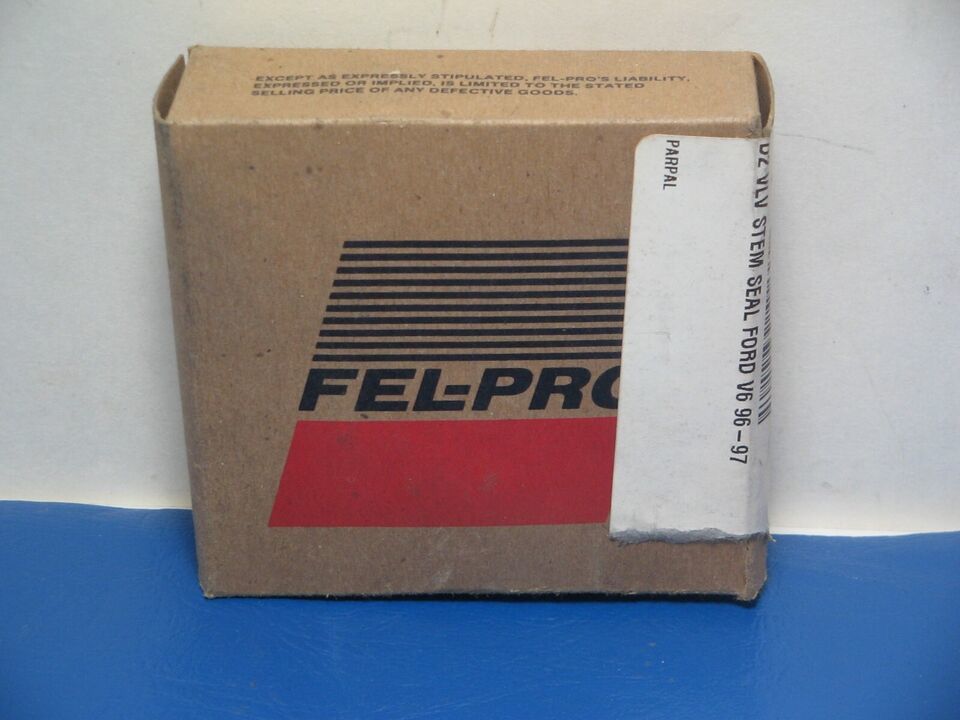 EXCEPT AS EXPRESSLY STIPULATED, FEL-PRO'S LIABILITY,
EXPRESSED OR IMPLIED, IS LIMITED TO THE STATED
SELLING PRICE OF ANY DEFECTIVE GOODS.
FEL-PRO
PARPAL
VLV STEM SEAL FORD V6 96-97